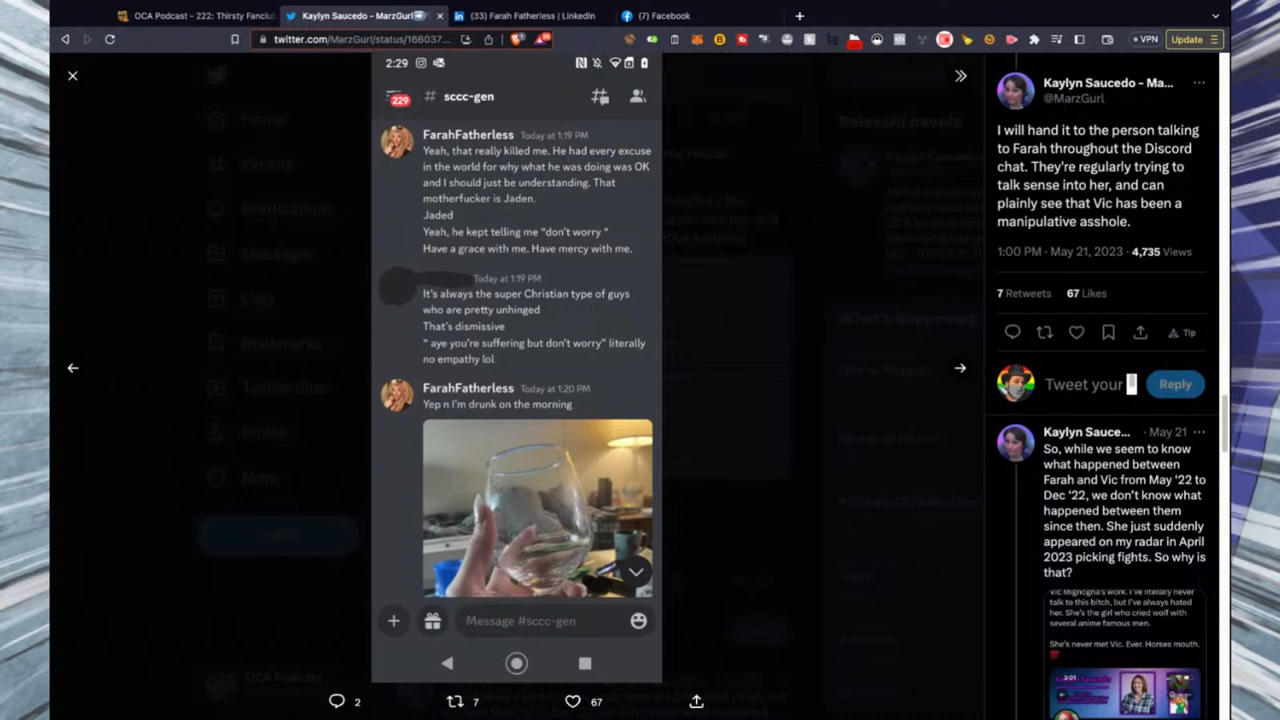 OCA Podcast - 222: Thirsty Fanclu
Kaylyn Saucedo - MarzGurl
(33) Farah Fatherless | LinkedIn
(7) Facebook
twitter.com/MarzGurl/status/166037...
VPN
Update
2:29
229
# sccc-gen
FarahFatherless Today at 1:19 PM
Yeah, that really killed me. He had every excuse
in the world for why what he was doing was OK
and I should just be understanding. That
motherfucker is Jaden.
Jaded
Yeah, he kept telling me “don't worry “
Have a grace with me. Have mercy with me.
Today at 1:19 PM
It's always the super Christian type of guys
who are pretty unhinged
That's dismissive
“ aye you're suffering but don't worry” literally
no empathy lol
FarahFatherless Today at 1:20 PM
Yep n I'm drunk on the morning
Message #sccc-gen
2
7
67
Home
Explore
Notifications
Messages
Lists
Bookmarks
Twitter Blue
Profile
More
Relevant people
What's happening
Kaylyn Saucedo - Ma...
@MarzGurl
I will hand it to the person talking
to Farah throughout the Discord
chat. They're regularly trying to
talk sense into her, and can
plainly see that Vic has been a
manipulative asshole.
1:00 PM · May 21, 2023 · 4,735 Views
7 Retweets 67 Likes
Tip
Tweet your
Reply
Kaylyn Sauce... · May 21
So, while we seem to know
what happened between
Farah and Vic from May '22 to
Dec '22, we don't know what
happened between them
since then. She just suddenly
appeared on my radar in April
2023 picking fights. So why is
that?
Vic Mignogna's work. I've literally never
talk to this bitch, but I've always hated
her. She's the girl who cried wolf with
several anime famous men.
She's never met Vic. Ever. Horses mouth.
3:01